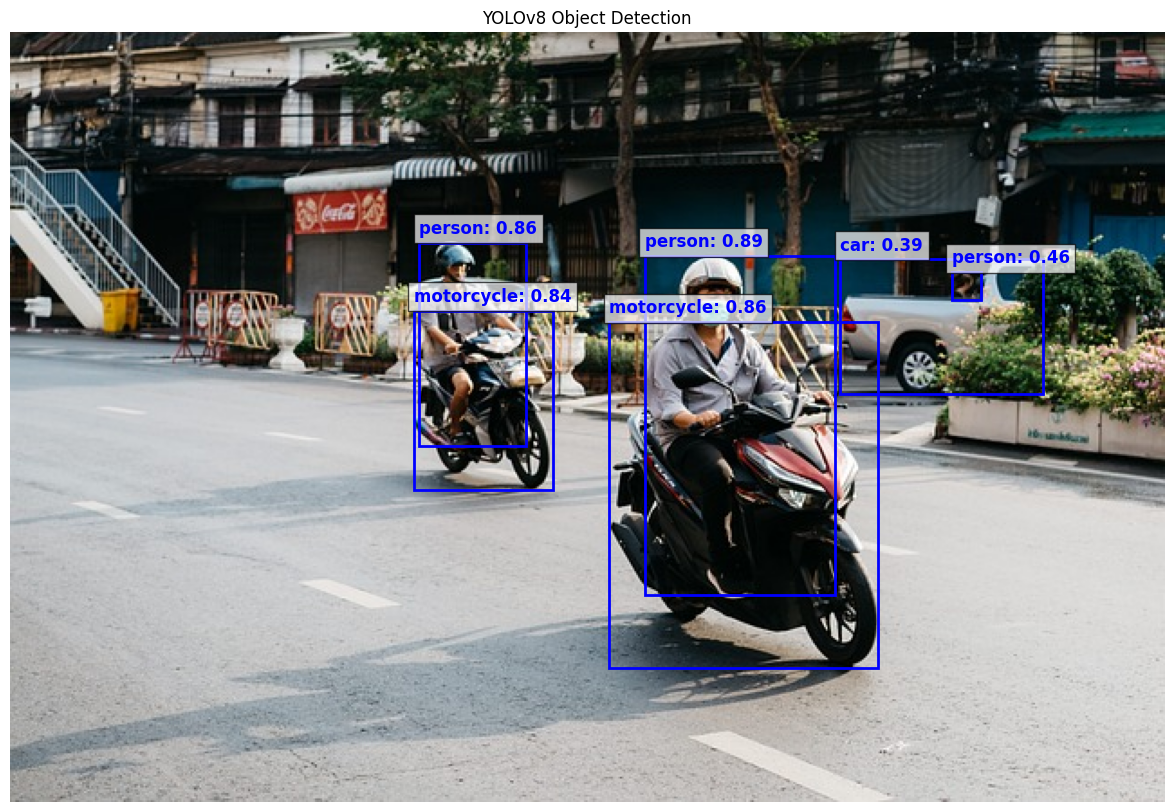 YOLOv8 Object Detection
person: 0.86
person: 0.89
car: 0.39
person: 0.46
motorcycle: 0.84
motorcycle: 0.86
Coca-Cola